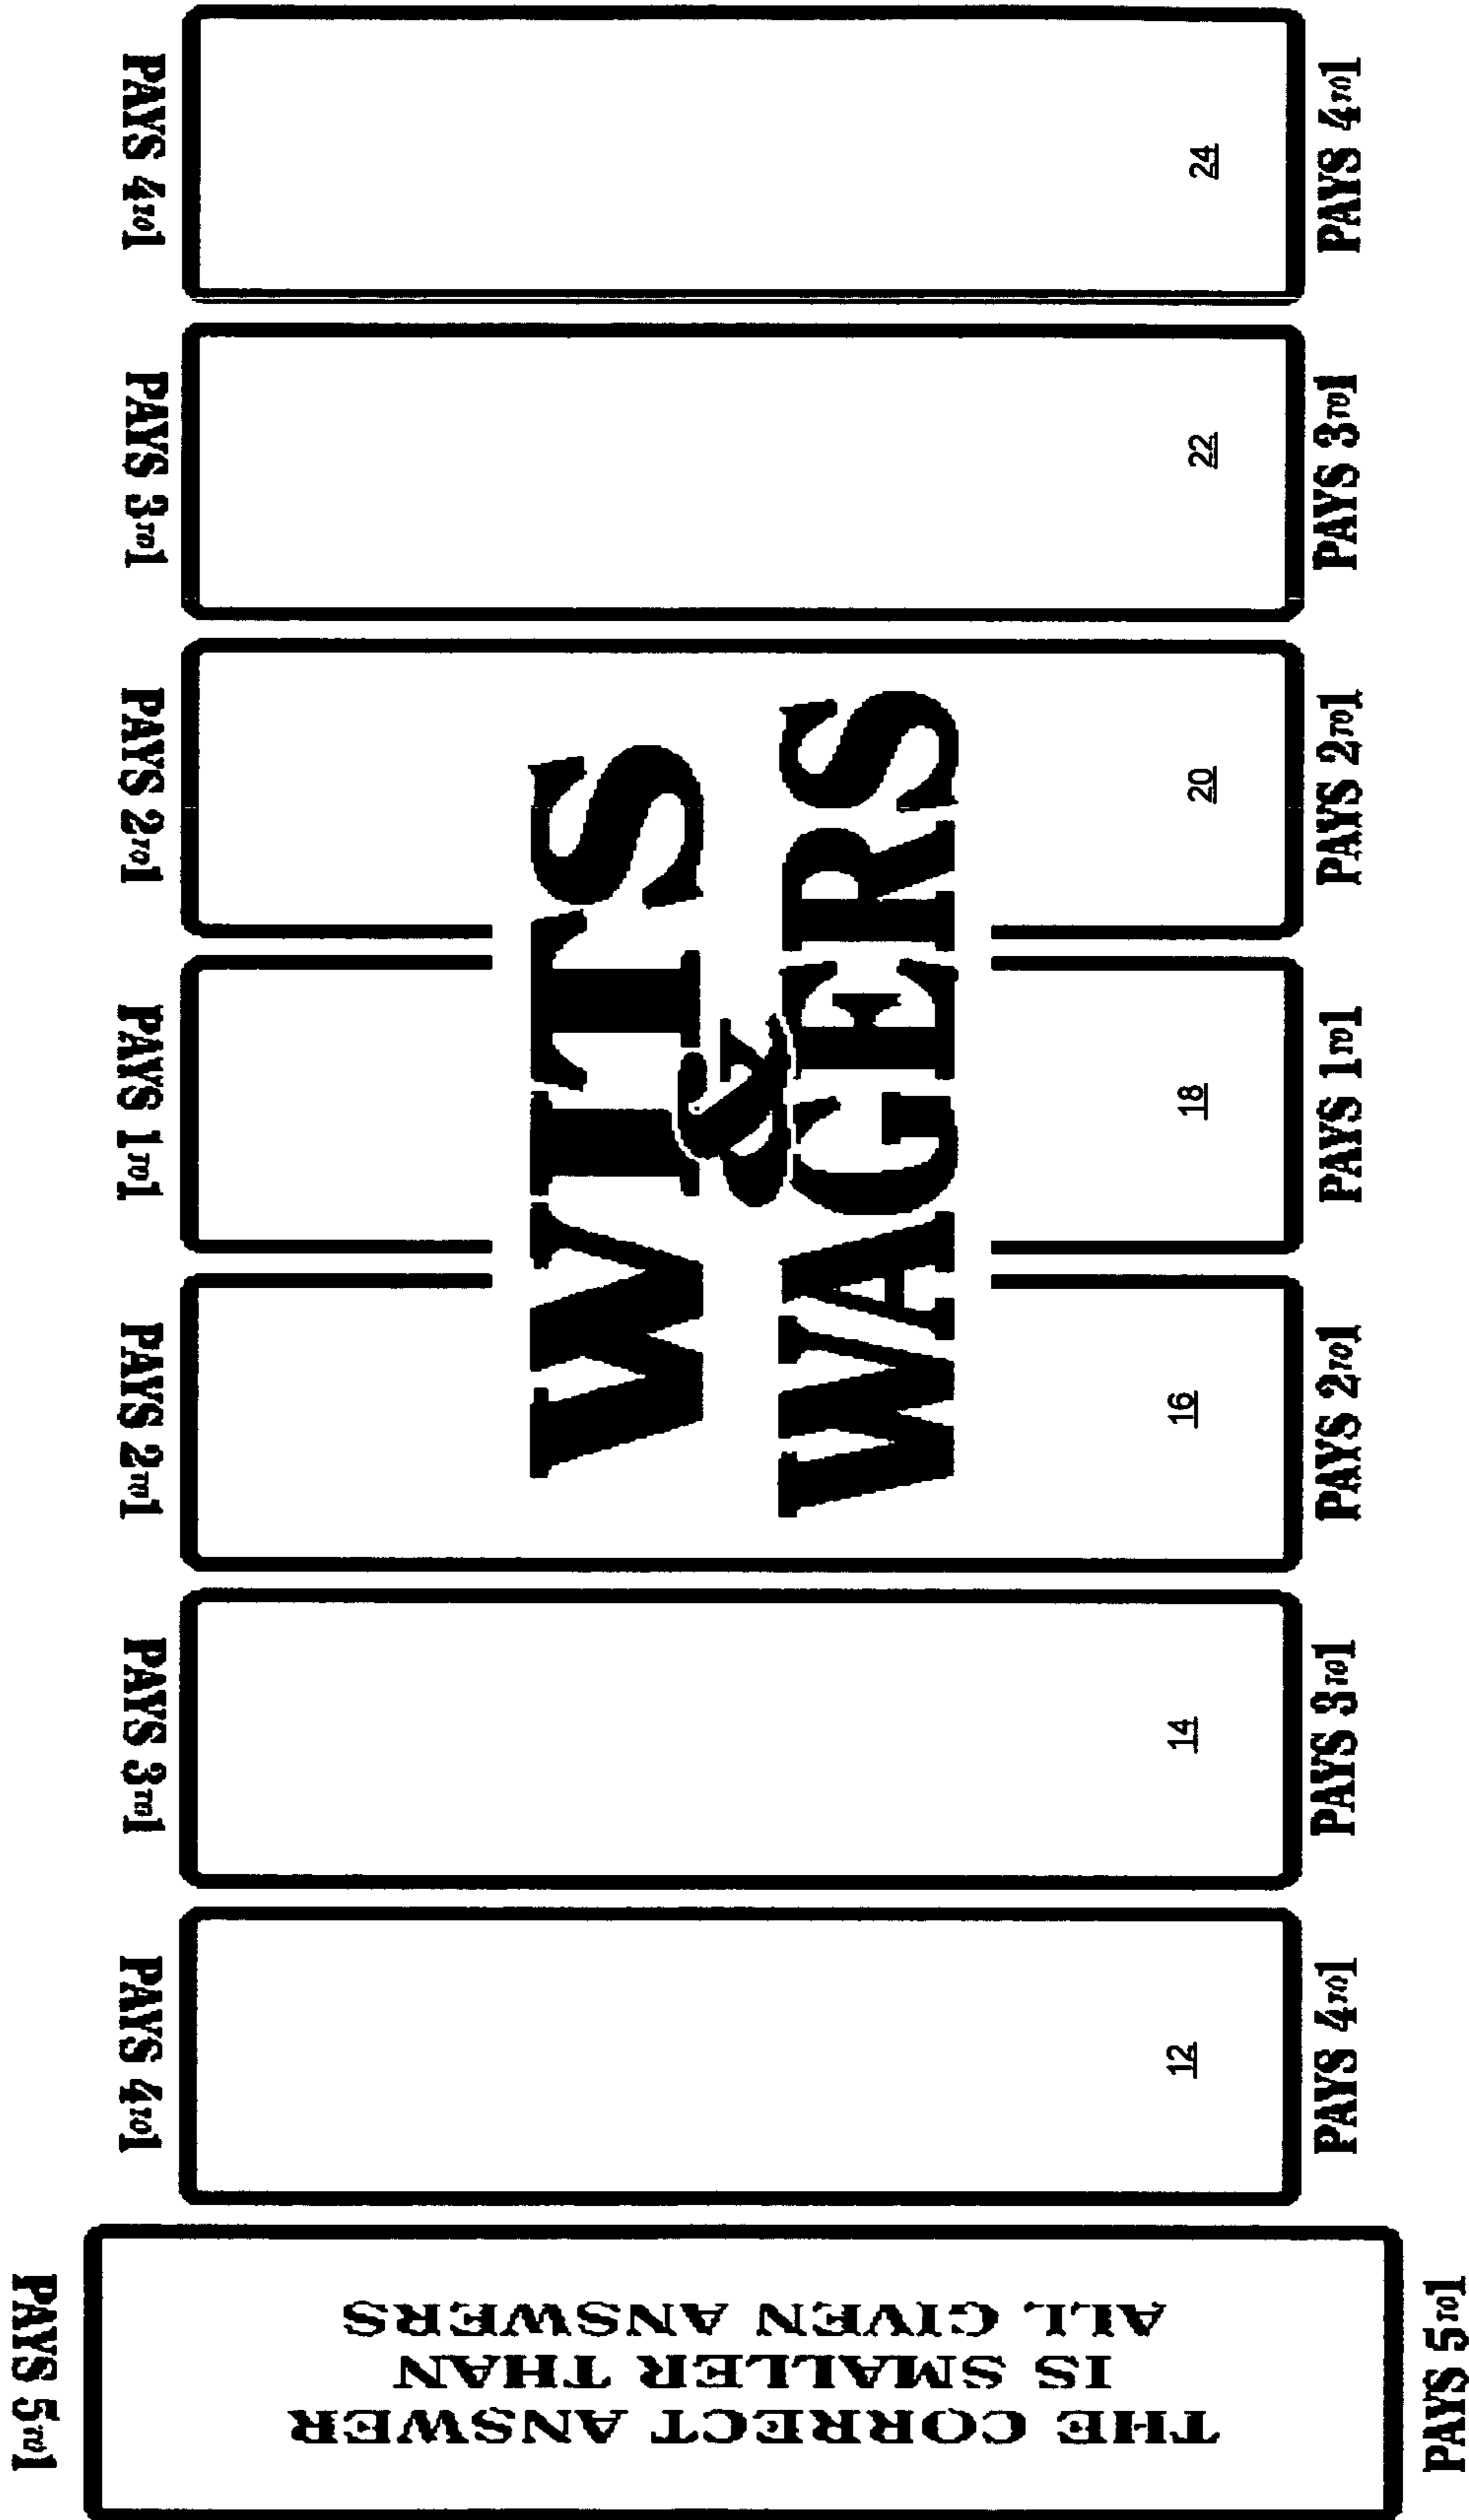 PAYS 4 TO 1
24
PAYS 4 TO 1
PAYS 3 TO 1
22
PAYS 3 TO 1
PAYS 2 TO 1
20
PAYS 2 TO 1
PAYS 1 TO 1
18
PAYS 1 TO 1
PAYS 2 TO 1
16
PAYS 2 TO 1
PAYS 3 TO 1
14
PAYS 3 TO 1
PAYS 4 TO 1
12
PAYS 4 TO 1
WITS
&
WAGERS
PAYS 5 TO 1
THE CORRECT ANSWER
IS SMALLER THAN
ALL GIVEN ANSWERS
PAYS 5 TO 1